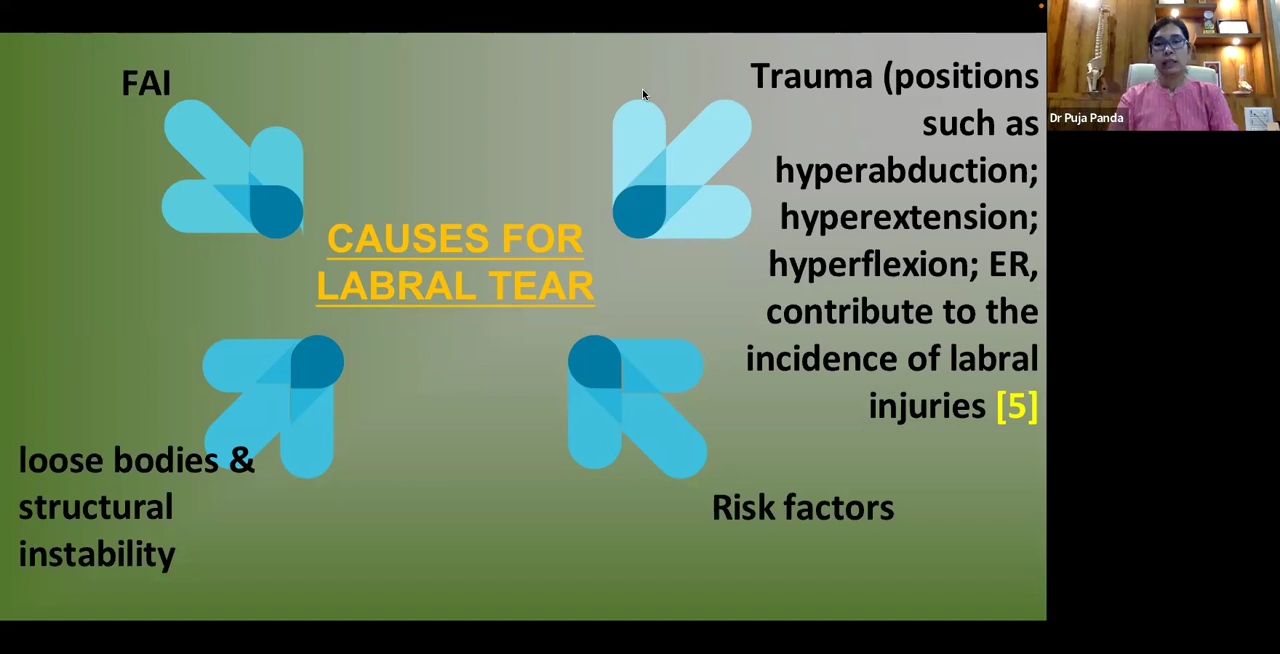 FAI
CAUSES FOR
LABRAL TEAR
Trauma (positions
such as
hyperabduction;
hyperextension;
hyperflexion; ER,
contribute to the
incidence of labral
injuries [5]
loose bodies &
structural
instability
Risk factors
Dr Puja Panda